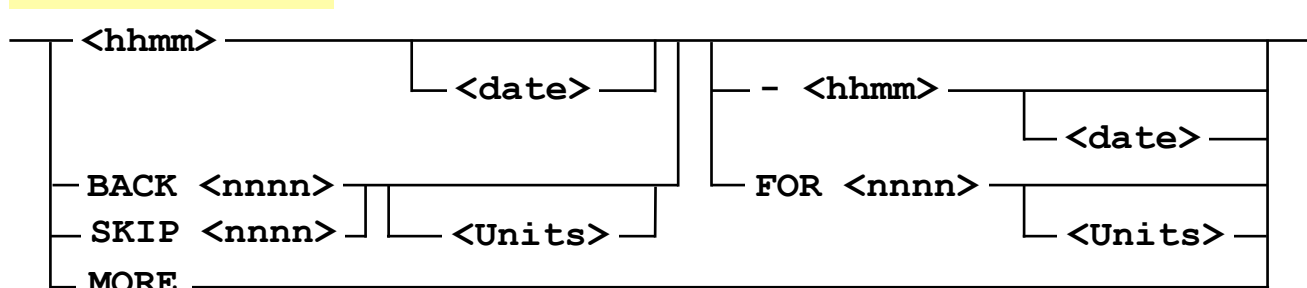 <hhmm>
<date> - <hhmm>
<date>
BACK <nnnn> FOR <nnnn>
SKIP <nnnn> <Units> <Units>
MORE